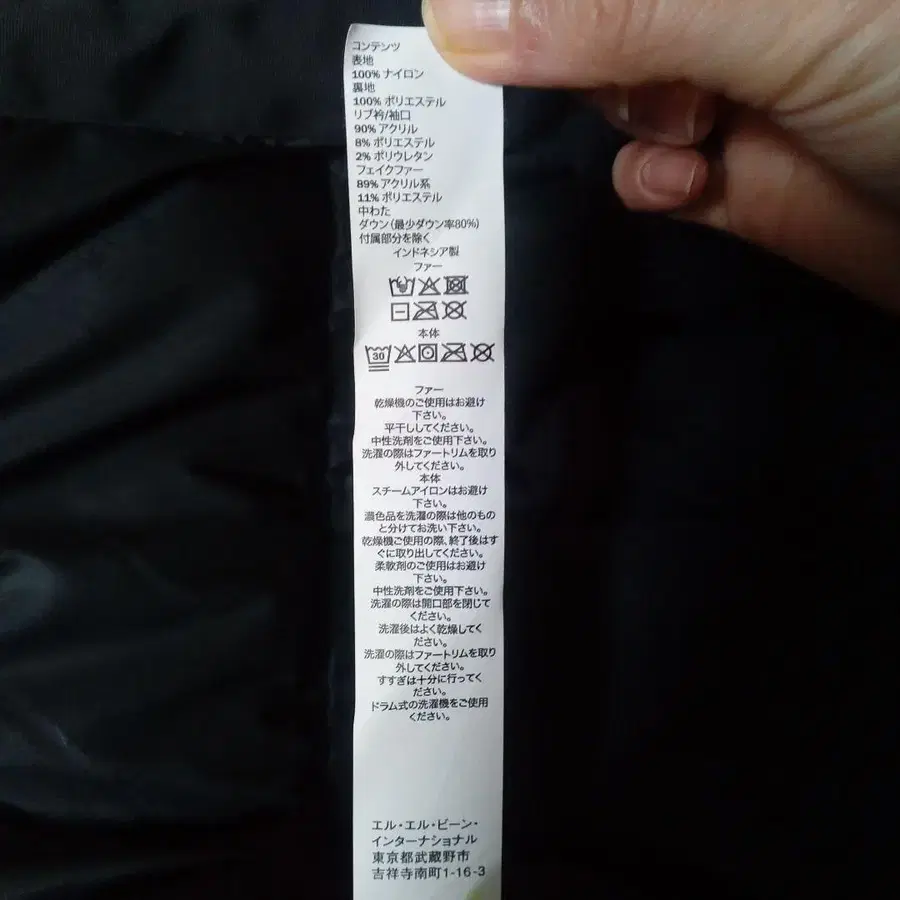 コンテンツ
表地
100% ナイロン
裏地
100% ポリエステル
リブ衿/袖口
90% アクリル
8% ポリエステル
2% ポリウレタン
フェイクファー
89% アクリル系
11% ポリエステル
中わた
ダウン(最少ダウン率80%)
付属部分を除く
インドネシア製
ファー
本体
30
ファー
乾燥機のご使用はお避け
下さい。
平干ししてください。
中性洗剤をご使用下さい。
洗濯の際はファートリムを取り
外してください。
本体
スチームアイロンはお避け
下さい。
濃色品を洗濯の際は他のもの
と分けてお洗い下さい。
乾燥機ご使用の際、終了後はす
ぐに取り出してください。
柔軟剤のご使用はお避け
下さい。
中性洗剤をご使用下さい。
洗濯の際は開口部を閉じて
ください。
洗濯後はよく乾燥してく
ださい。
洗濯の際はファートリムを取り
外してください。
すすぎは十分に行ってく
ださい。
ドラム式の洗濯機をご使用
ください。
エル・エル・ビーン・
インターナショナル
東京都武蔵野市
吉祥寺南町1-16-3